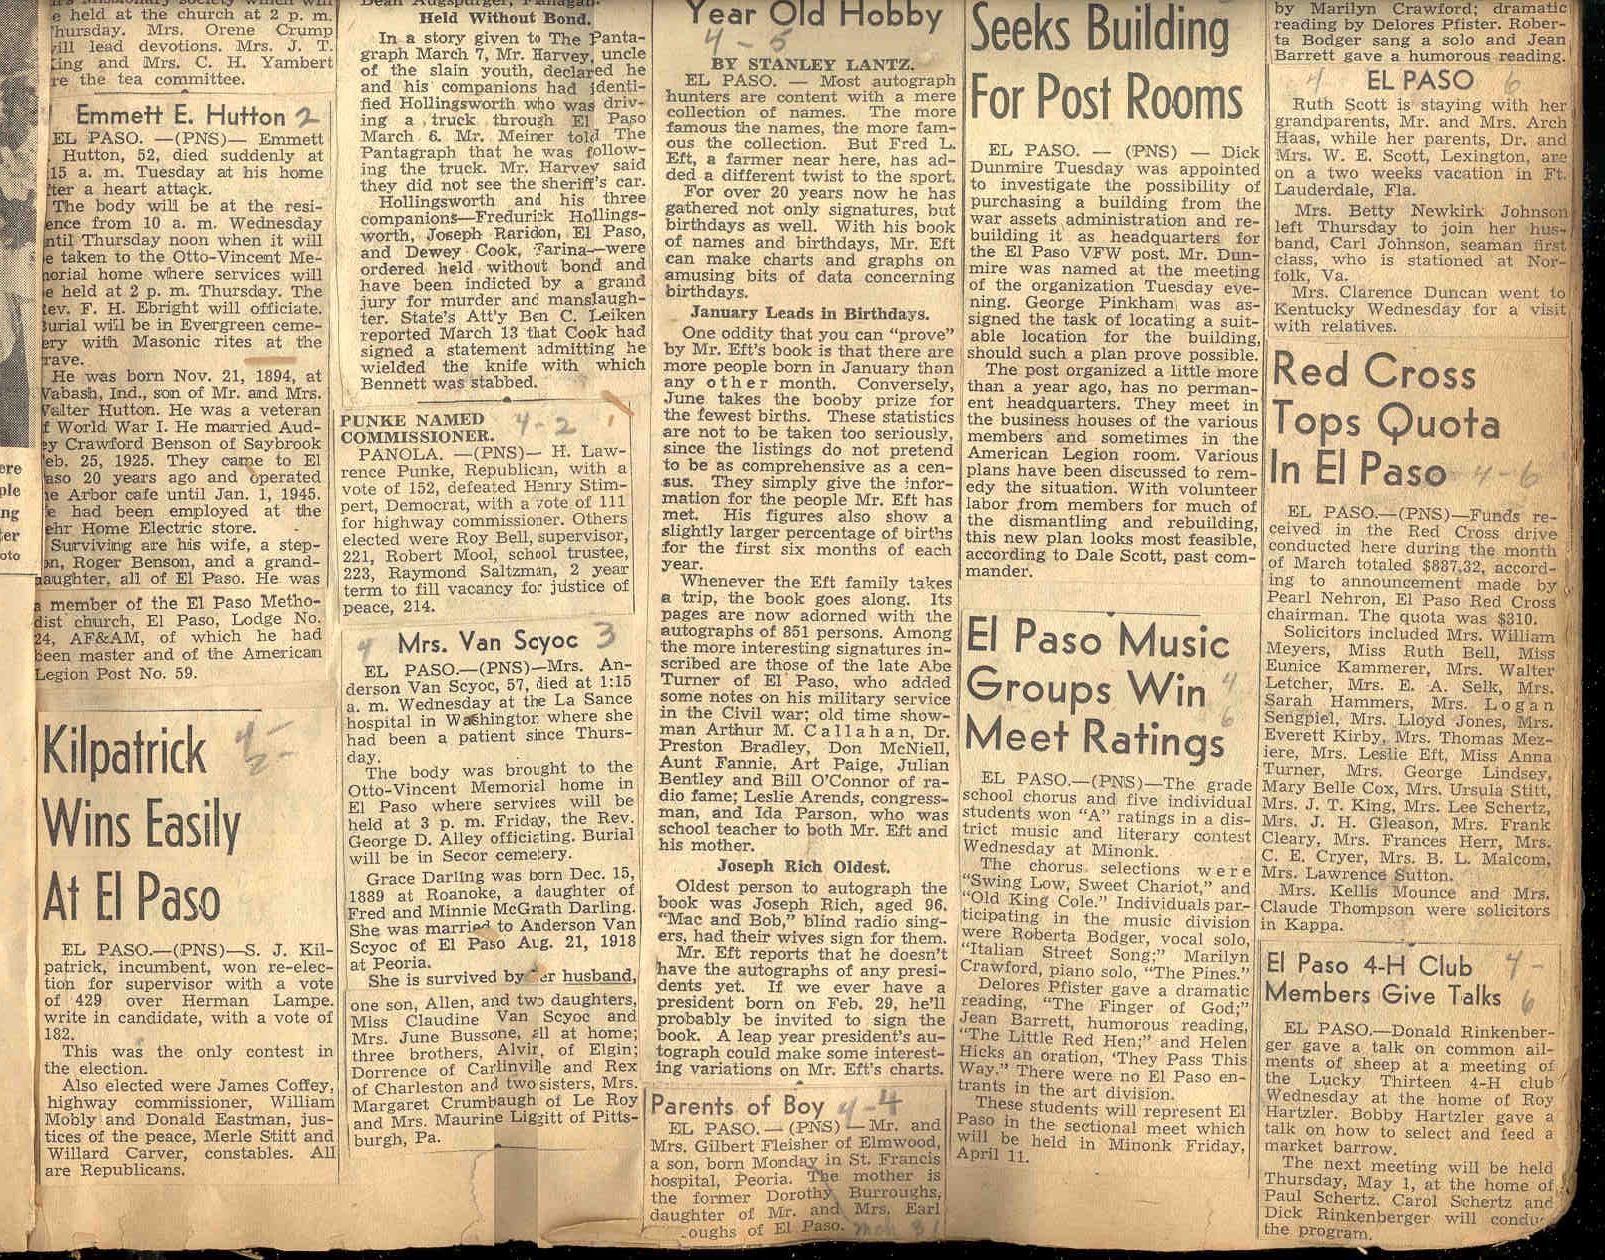 e held at the church at 2 p. m.
Thursday. Mrs. Orene Crump
will lead devotions. Mrs. J. T.
King and Mrs. C. H. Yambert
re the tea committee.
Emmett E. Hutton 2
EL PASO. —(PNS)— Emmett
Hutton, 52, died suddenly at
15 a. m. Tuesday at his home
fter a heart attack.
The body will be at the resi-
ence from 10 a. m. Wednesday
ntil Thursday noon when it will
e taken to the Otto-Vincent Me-
morial home where services will
e held at 2 p. m. Thursday. The
Rev. F. H. Ebright will officiate.
Burial will be in Evergreen ceme-
ery with Masonic rites at the
rave.
He was born Nov. 21, 1894, at
Wabash, Ind., son of Mr. and Mrs.
Walter Hutton. He was a veteran
f World War I. He married Aud-
ey Crawford Benson of Saybrook
Feb. 25, 1925. They came to El
aso 20 years ago and operated
he Arbor cafe until Jan. 1, 1945.
e had been employed at the
ehr Home Electric store.
Surviving are his wife, a step-
on, Roger Benson, and a grand-
daughter, all of El Paso. He was
a member of the El Paso Metho-
dist church, El Paso, Lodge No.
24, AF&AM, of which he had
been master and of the American
Legion Post No. 59.
Kilpatrick
Wins Easily
At El Paso
4-
2-
EL PASO.—(PNS)—S. J. Kil-
patrick, incumbent, won re-elec-
tion for supervisor with a vote
of 429 over Herman Lampe.
write in candidate, with a vote of
182.
This was the only contest in
the election.
Also elected were James Coffey,
highway commissioner, William
Mobly and Donald Eastman, jus-
tices of the peace, Merle Stitt and
Willard Carver, constables. All
are Republicans.
Dean Augsburger, Flanagan.
Held Without Bond.
In a story given to The Panta-
graph March 7, Mr. Harvey, uncle
of the slain youth, declared he
and his companions had identi-
fied Hollingsworth who was driv-
ing a truck through El Paso
March 6. Mr. Meiner told The
Pantagraph that he was follow-
ing the truck. Mr. Harvey said
they did not see the sheriff's car.
Hollingsworth and his three
companions—Fredurick Hollings-
worth, Joseph Raridon, El Paso,
and Dewey Cook, Farina—were
ordered held without bond and
have been indicted by a grand
jury for murder and manslaugh-
ter. State's Att'y Ben C. Leiken
reported March 13 that Cook had
signed a statement admitting he
wielded the knife with which
Bennett was stabbed.
PUNKE NAMED
COMMISSIONER. 4-2
PANOLA. —(PNS)— H. Law-
rence Punke, Republican, with a
vote of 152, defeated Henry Stim-
pert, Democrat, with a vote of 111
for highway commissioner. Others
elected were Roy Bell, supervisor,
221, Robert Mool, school trustee,
223, Raymond Saltzman, 2 year
term to fill vacancy for justice of
peace, 214.
4 Mrs. Van Scyoc 3
EL PASO.—(PNS)—Mrs. An-
derson Van Scyoc, 57, died at 1:15
a. m. Wednesday at the La Sance
hospital in Washington where she
had been a patient since Thurs-
day.
The body was brought to the
Otto-Vincent Memorial home in
El Paso where services will be
held at 3 p. m. Friday, the Rev.
George D. Alley officiating. Burial
will be in Secor cemetery.
Grace Darling was born Dec. 15,
1889 at Roanoke, a daughter of
Fred and Minnie McGrath Darling.
She was married to Anderson Van
Scyoc of El Paso Aug. 21, 1918
at Peoria.
She is survived by her husband,
one son, Allen, and two daughters,
Miss Claudine Van Scyoc and
Mrs. June Bussone, all at home;
three brothers, Alvin, of Elgin;
Dorrence of Carlinville and Rex
of Charleston and two sisters, Mrs.
Margaret Crumbaugh of Le Roy
and Mrs. Maurine Liggitt of Pitts-
burgh, Pa.
Year Old Hobby
4-5
BY STANLEY LANTZ.
EL PASO. — Most autograph
hunters are content with a mere
collection of names. The more
famous the names, the more fam-
ous the collection. But Fred L.
Eft, a farmer near here, has ad-
ded a different twist to the sport.
For over 20 years now he has
gathered not only signatures, but
birthdays as well. With his book
of names and birthdays, Mr. Eft
can make charts and graphs on
amusing bits of data concerning
birthdays.
January Leads in Birthdays.
One oddity that you can "prove"
by Mr. Eft's book is that there are
more people born in January than
any other month. Conversely,
June takes the booby prize for
the fewest births. These statistics
are not to be taken too seriously,
since the listings do not pretend
to be as comprehensive as a cen-
sus. They simply give the infor-
mation for the people Mr. Eft has
met. His figures also show a
slightly larger percentage of births
for the first six months of each
year.
Whenever the Eft family takes
a trip, the book goes along. Its
pages are now adorned with the
autographs of 851 persons. Among
the more interesting signatures in-
scribed are those of the late Abe
Turner of El Paso, who added
some notes on his military service
in the Civil war; old time show-
man Arthur M. Callahan, Dr.
Preston Bradley, Don McNiell,
Aunt Fannie, Art Paige, Julian
Bentley and Bill O'Connor of ra-
dio fame; Leslie Arends, congress-
man, and Ida Parson, who was
school teacher to both Mr. Eft and
his mother.
Joseph Rich Oldest.
Oldest person to autograph the
book was Joseph Rich, aged 96.
"Mac and Bob," blind radio sing-
ers, had their wives sign for them.
Mr. Eft reports that he doesn't
have the autographs of any presi-
dents yet. If we ever have a
president born on Feb. 29, he'll
probably be invited to sign the
book. A leap year president's au-
tograph could make some interest-
ing variations on Mr. Eft's charts.
Parents of Boy 4-4
EL PASO.—(PNS)—Mr. and
Mrs. Gilbert Fleisher of Elmwood,
a son, born Monday in St. Francis
hospital, Peoria. The mother is
the former Dorothy Burroughs,
daughter of Mr. and Mrs. Earl
oughs of El Paso. Mch 31
Seeks Building
For Post Rooms
EL PASO. — (PNS) — Dick
Dunmire Tuesday was appointed
to investigate the possibility of
purchasing a building from the
war assets administration and re-
building it as headquarters for
the El Paso VFW post. Mr. Dun-
mire was named at the meeting
of the organization Tuesday eve-
ning. George Pinkham was as-
signed the task of locating a suit-
able location for the building,
should such a plan prove possible.
The post organized a little more
than a year ago, has no perman-
ent headquarters. They meet in
the business houses of the various
members and sometimes in the
American Legion room. Various
plans have been discussed to rem-
edy the situation. With volunteer
labor from members for much of
the dismantling and rebuilding,
this new plan looks most feasible,
according to Dale Scott, past com-
mander.
El Paso Music
Groups Win
Meet Ratings
4
6
EL PASO.—(PNS)—The grade
school chorus and five individual
students won "A" ratings in a dis-
trict music and literary contest
Wednesday at Minonk.
The chorus selections were
"Swing Low, Sweet Chariot," and
"Old King Cole." Individuals par-
ticipating in the music division
were Roberta Bodger, vocal solo,
"Italian Street Song;" Marilyn
Crawford, piano solo, "The Pines."
Delores Pfister gave a dramatic
reading, "The Finger of God;"
Jean Barrett, humorous reading,
"The Little Red Hen;" and Helen
Hicks an oration, 'They Pass This
Way." There were no El Paso en-
trants in the art division.
These students will represent El
Paso in the sectional meet which
will be held in Minonk Friday,
April 11.
by Marilyn Crawford; dramatic
reading by Delores Pfister. Rober-
ta Bodger sang a solo and Jean
Barrett gave a humorous reading.
4 EL PASO 6
Ruth Scott is staying with her
grandparents, Mr. and Mrs. Arch
Haas, while her parents, Dr. and
Mrs. W. E. Scott, Lexington, are
on a two weeks vacation in Ft.
Lauderdale, Fla.
Mrs. Betty Newkirk Johnson
left Thursday to join her hus-
band, Carl Johnson, seaman first
class, who is stationed at Nor-
folk, Va.
Mrs. Clarence Duncan went to
Kentucky Wednesday for a visit
with relatives.
Red Cross
Tops Quota
In El Paso 4-6
EL PASO.—(PNS)—Funds re-
ceived in the Red Cross drive
conducted here during the month
of March totaled $837.32, accord-
ing to announcement made by
Pearl Nehron, El Paso Red Cross
chairman. The quota was $310.
Solicitors included Mrs. William
Meyers, Miss Ruth Bell, Miss
Eunice Kammerer, Mrs. Walter
Letcher, Mrs. E. A. Selk, Mrs.
Sarah Hammers, Mrs. Logan
Sengpiel, Mrs. Lloyd Jones, Mrs.
Everett Kirby, Mrs. Thomas Mez-
iere, Mrs. Leslie Eft, Miss Anna
Turner, Mrs. George Lindsey,
Mary Belle Cox, Mrs. Ursula Stitt,
Mrs. J. T. King, Mrs. Lee Schertz,
Mrs. J. H. Gleason, Mrs. Frank
Cleary, Mrs. Frances Herr, Mrs.
C. E. Cryer, Mrs. B. L. Malcom,
Mrs. Lawrence Sutton.
Mrs. Kellis Mounce and Mrs.
Claude Thompson were solicitors
in Kappa.
El Paso 4-H Club
Members Give Talks
4-
6
EL PASO.—Donald Rinkenber-
ger gave a talk on common ail-
ments of sheep at a meeting of
the Lucky Thirteen 4-H club
Wednesday at the home of Roy
Hartzler. Bobby Hartzler gave a
talk on how to select and feed a
market barrow.
The next meeting will be held
Thursday, May 1, at the home of
Paul Schertz. Carol Schertz and
Dick Rinkenberger will conduc
the program.